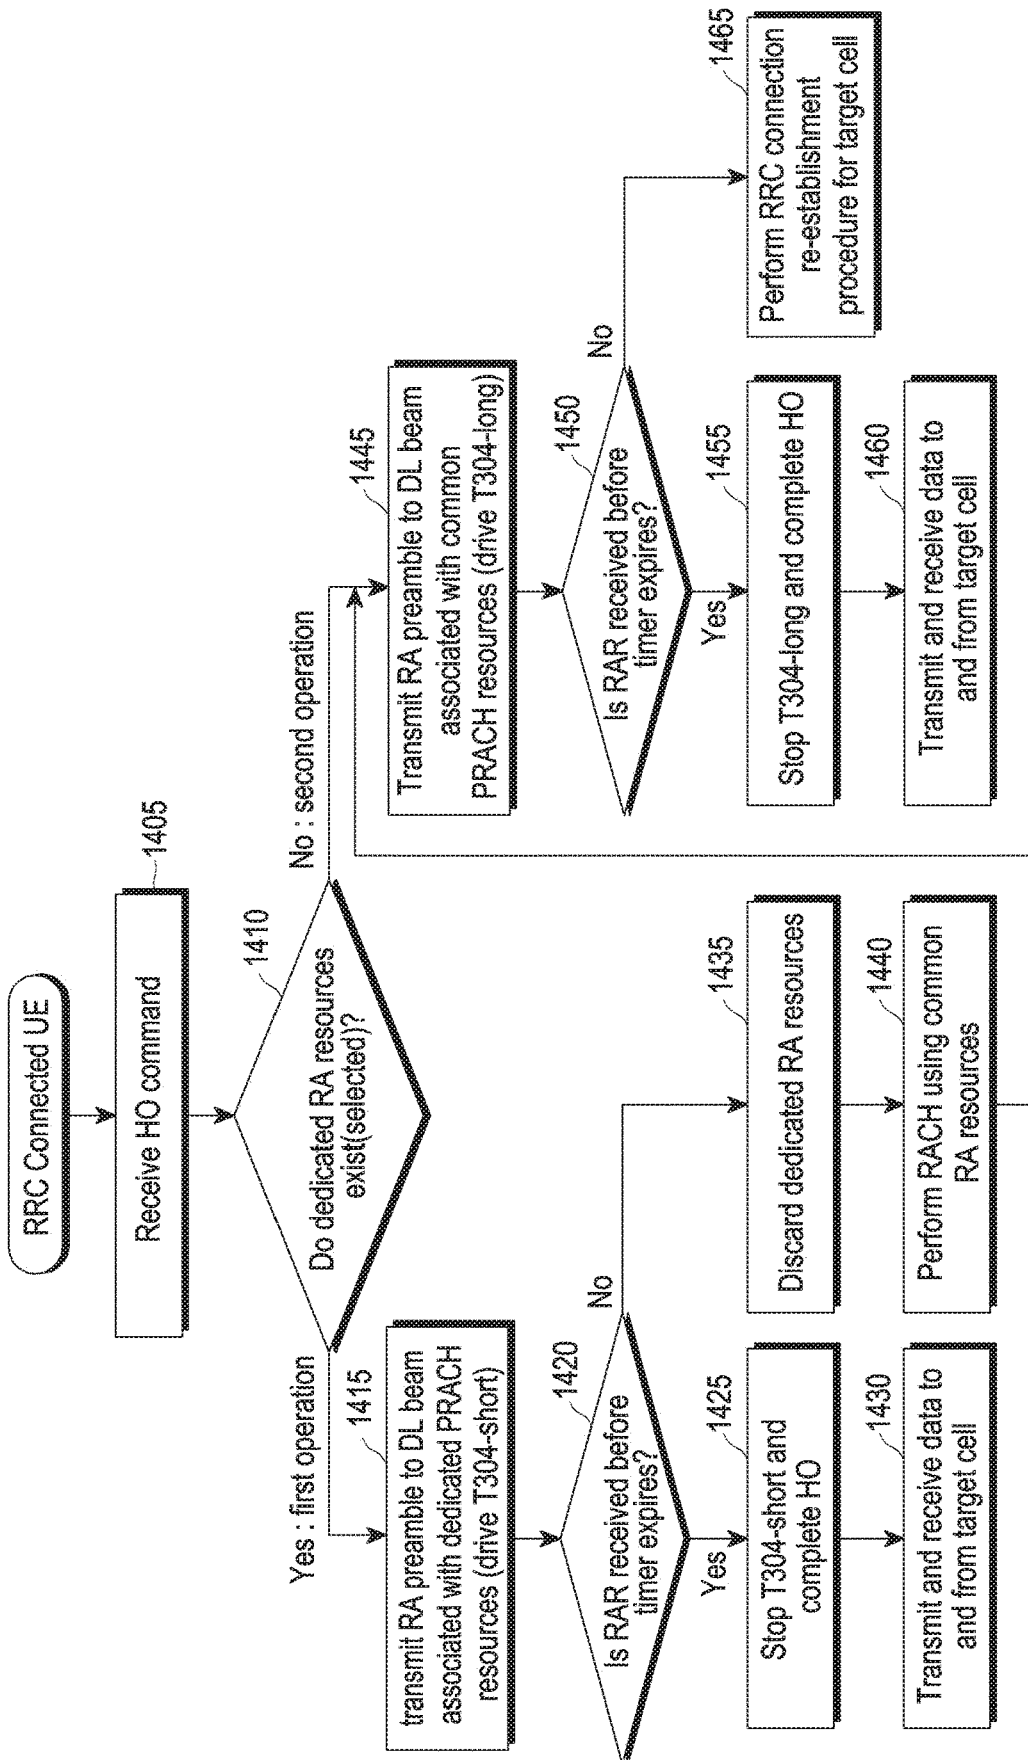 RRC Connected UE
Receive HO command
1405
Do dedicated RA resources
exist(selected)?
1410
Yes : first operation
No : second operation
transmit RA preamble to DL beam
associated with dedicated PRACH
resources (drive T304-short)
1415
Is RAR received before
timer expires?
1420
Yes
No
Stop T304-short and
complete HO
1425
Transmit and receive data to
and from target cell
1430
Discard dedicated RA resources
1435
Perform RACH using common
RA resources
1440
Transmit RA preamble to DL beam
associated with common
PRACH resources (drive T304-long)
1445
Is RAR received before
timer expires?
1450
Yes
No
Stop T304-long and complete HO
1455
Transmit and receive data to
and from target cell
1460
Perform RRC connection
re-establishment
procedure for target cell
1465